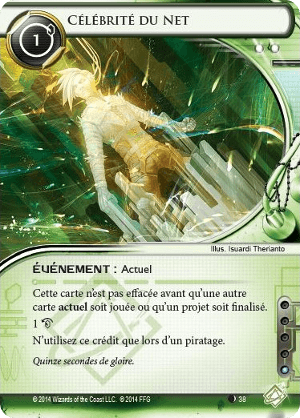 CÉLÉBRITÉ DU NET
1
Illus. Isuardi Therianto
ÉVÉNEMENT : Actuel
Cette carte n'est pas effacée avant qu'une autre
carte actuel soit jouée ou qu'un projet soit finalisé.
1
N'utilisez ce crédit que lors d'un piratage.
Quinze secondes de gloire.
© 2014 Wizards of the Coast LLC. © 2014 FFG 38